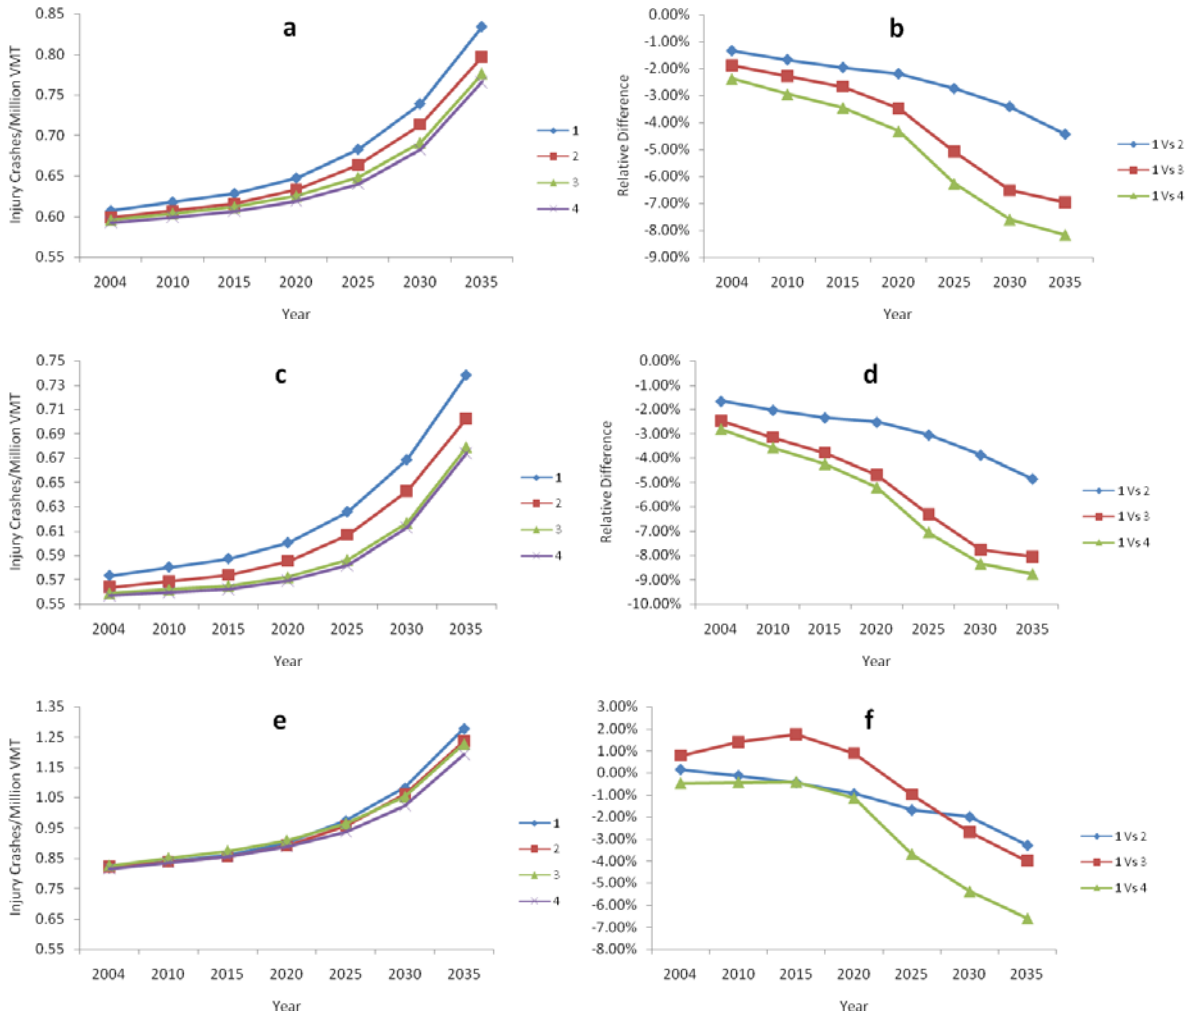 a
Injury Crashes/Million VMT
0.85
0.80
0.75
0.70
0.65
0.60
0.55
2004 2010 2015 2020 2025 2030 2035
Year
1
2
3
4
b
Relative Difference
0.00%
-1.00%
-2.00%
-3.00%
-4.00%
-5.00%
-6.00%
-7.00%
-8.00%
-9.00%
2004 2010 2015 2020 2025 2030 2035
Year
1 Vs 2
1 Vs 3
1 Vs 4
c
Injury Crashes/Million VMT
0.75
0.73
0.71
0.69
0.67
0.65
0.63
0.61
0.59
0.57
0.55
2004 2010 2015 2020 2025 2030 2035
Year
1
2
3
4
d
Relative Difference
0.00%
-1.00%
-2.00%
-3.00%
-4.00%
-5.00%
-6.00%
-7.00%
-8.00%
-9.00%
-10.00%
2004 2010 2015 2020 2025 2030 2035
Year
1 Vs 2
1 Vs 3
1 Vs 4
e
Injury Crashes/Million VMT
1.35
1.25
1.15
1.05
0.95
0.85
0.75
0.65
0.55
2004 2010 2015 2020 2025 2030 2035
Year
1
2
3
4
f
3.00%
2.00%
1.00%
0.00%
-1.00%
-2.00%
-3.00%
-4.00%
-5.00%
-6.00%
-7.00%
-8.00%
2004 2010 2015 2020 2025 2030 2035
Year
1 Vs 2
1 Vs 3
1 Vs 4